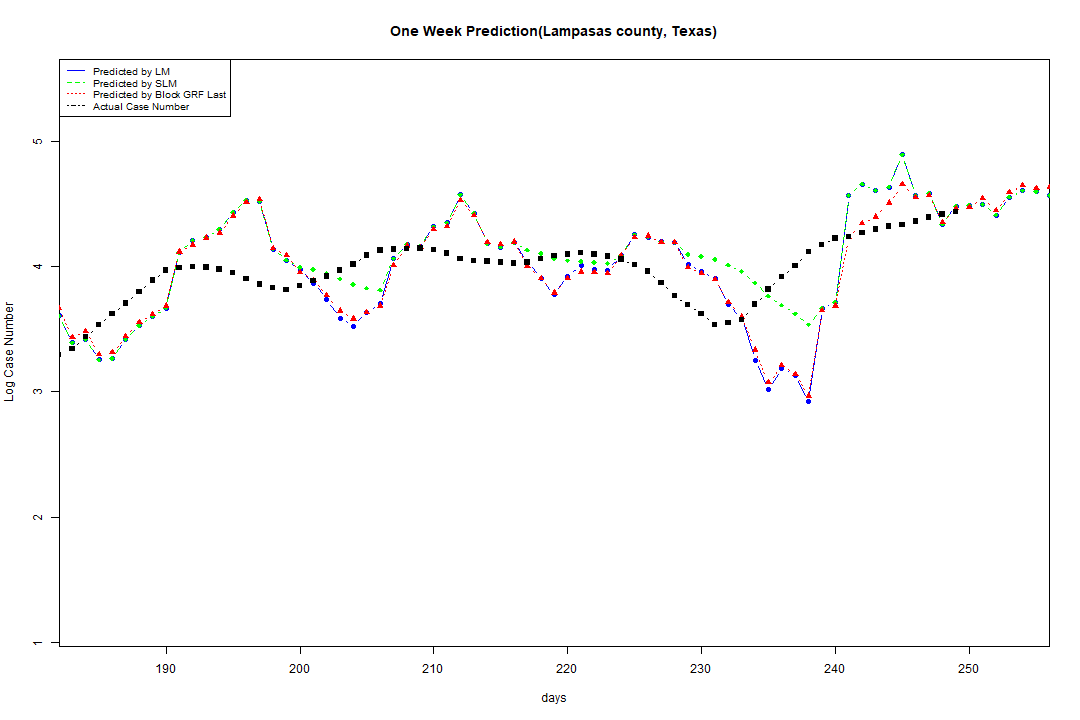 One Week Prediction(Lampasas county, Texas)
Predicted by LM
Predicted by SLM
Predicted by Block GRF Last
Actual Case Number
5
4
3
2
1
Log Case Number
190 200 210 220 230 240 250
days